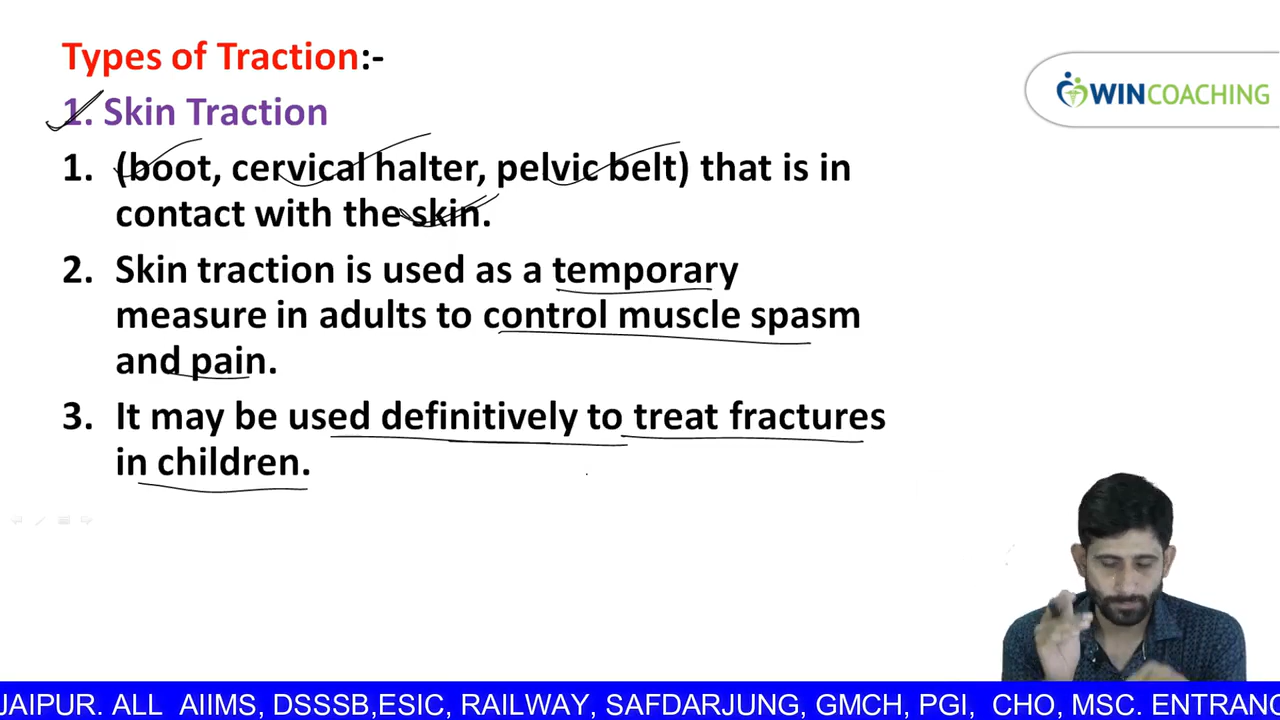 Types of Traction:-
1. Skin Traction
WINCOACHING
1. (boot, cervical halter, pelvic belt) that is in
contact with the skin.
2. Skin traction is used as a temporary
measure in adults to control muscle spasm
and pain.
3. It may be used definitively to treat fractures
in children.
JAIPUR. ALL AIIMS, DSSSB,ESIC, RAILWAY, SAFDARJUNG, GMCH, PGI, CHO, MSC. ENTRANC